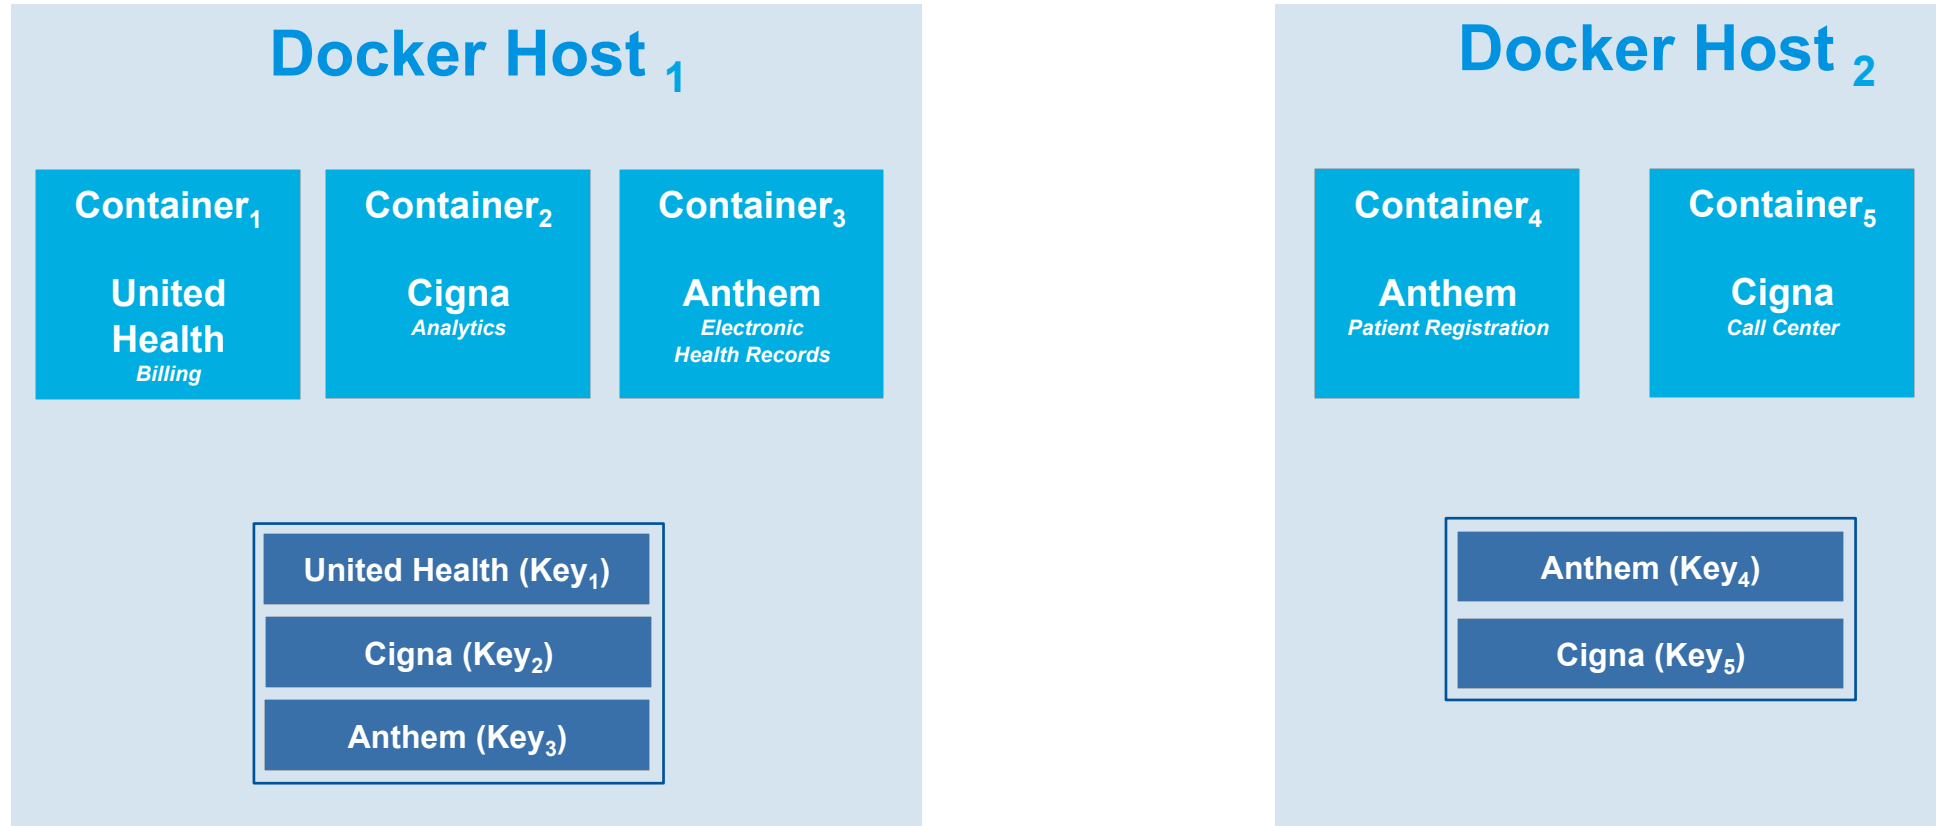 Docker Host 1
Container1
United
Health
Billing
Container2
Cigna
Analytics
Container3
Anthem
Electronic
Health Records
United Health (Key1)
Cigna (Key2)
Anthem (Key3)
Docker Host 2
Container4
Anthem
Patient Registration
Container5
Cigna
Call Center
Anthem (Key4)
Cigna (Key5)